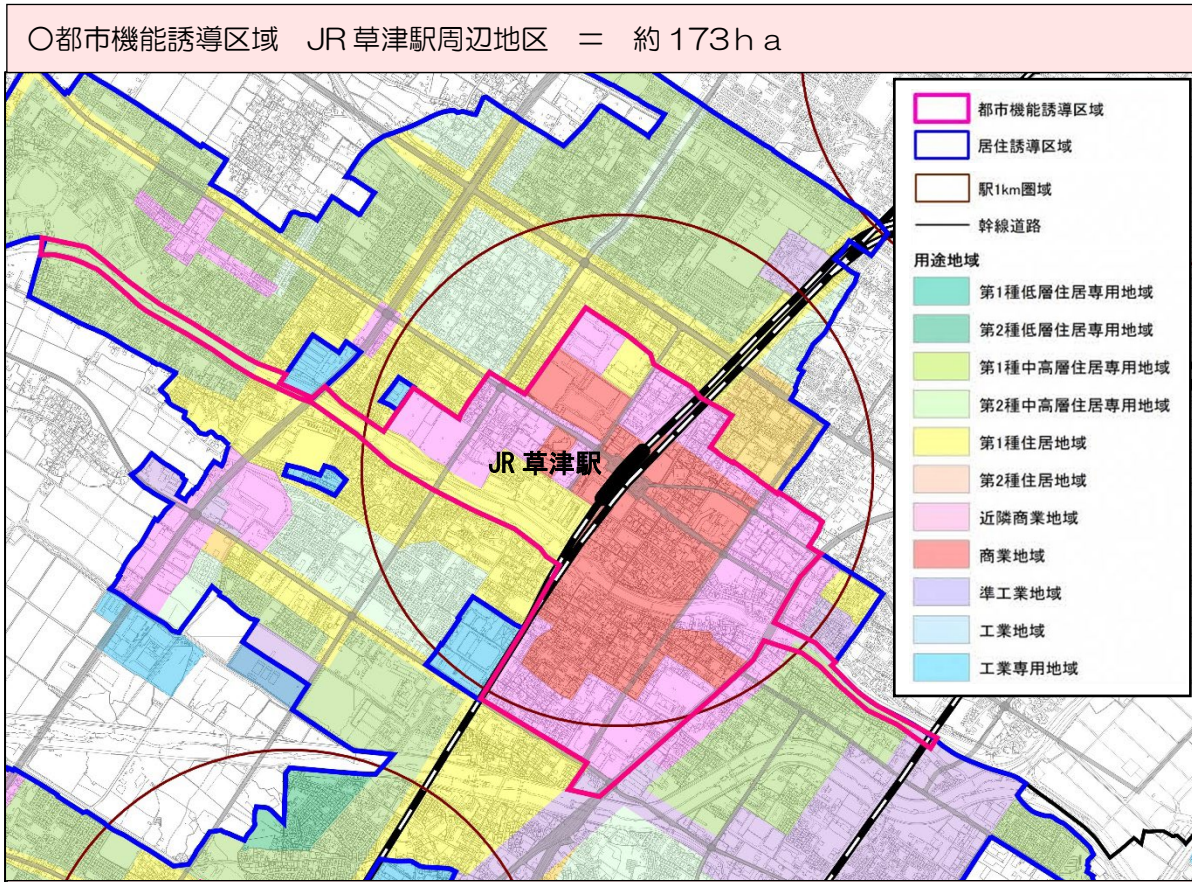 〇都市機能誘導区域　JR草津駅周辺地区　＝　約173ha
都市機能誘導区域
居住誘導区域
駅1km圏域
幹線道路
用途地域
第1種低層住居専用地域
第2種低層住居専用地域
第1種中高層住居専用地域
第2種中高層住居専用地域
第1種住居地域
第2種住居地域
近隣商業地域
商業地域
準工業地域
工業地域
工業専用地域
JR草津駅